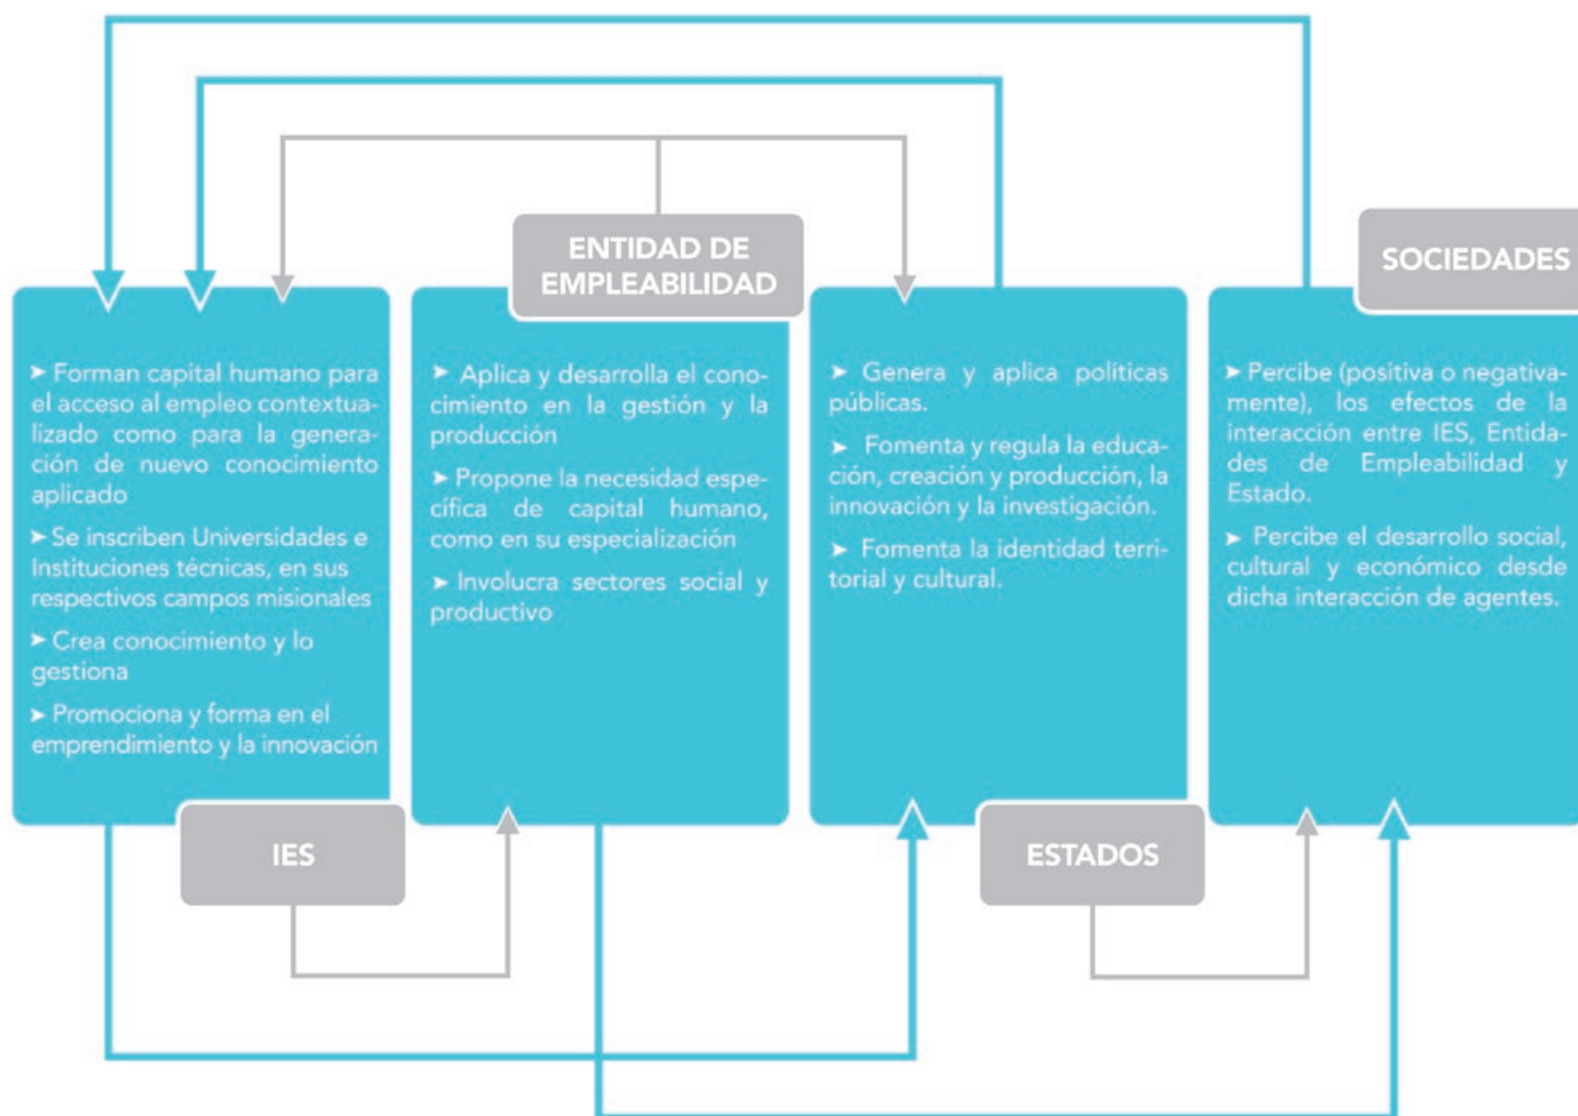 ENTIDAD DE
EMPLEABILIDAD
SOCIEDADES
➤ Forman capital humano para
el acceso al empleo contextua-
lizado como para la genera-
ción de nuevo conocimiento
aplicado
➤ Se inscriben Universidades e
Instituciones técnicas, en sus
respectivos campos misionales
➤ Crea conocimiento y lo
gestiona
➤ Promociona y forma en el
emprendimiento y la innovación
➤ Aplica y desarrolla el cono-
cimiento en la gestión y la
producción
➤ Propone la necesidad espe-
cífica de capital humano,
como en su especialización
➤ Involucra sectores social y
productivo
➤ Genera y aplica políticas
públicas.
➤ Fomenta y regula la educa-
ción, creación y producción, la
innovación y la investigación.
➤ Fomenta la identidad terri-
torial y cultural.
➤ Percibe (positiva o negativa-
mente), los efectos de la
interacción entre IES, Entida-
des de Empleabilidad y
Estado.
➤ Percibe el desarrollo social,
cultural y económico desde
dicha interacción de agentes.
IES
ESTADOS